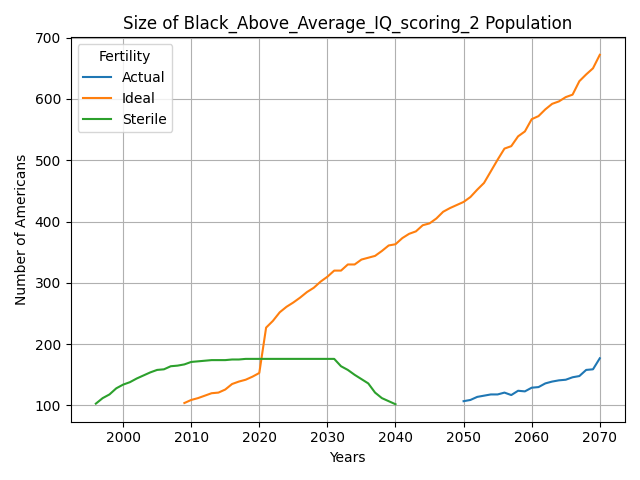 Size of Black_Above_Average_IQ_scoring_2 Population
Fertility
Actual
Ideal
Sterile
Number of Americans
700
600
500
400
300
200
100
2000 2010 2020 2030 2040 2050 2060 2070
Years